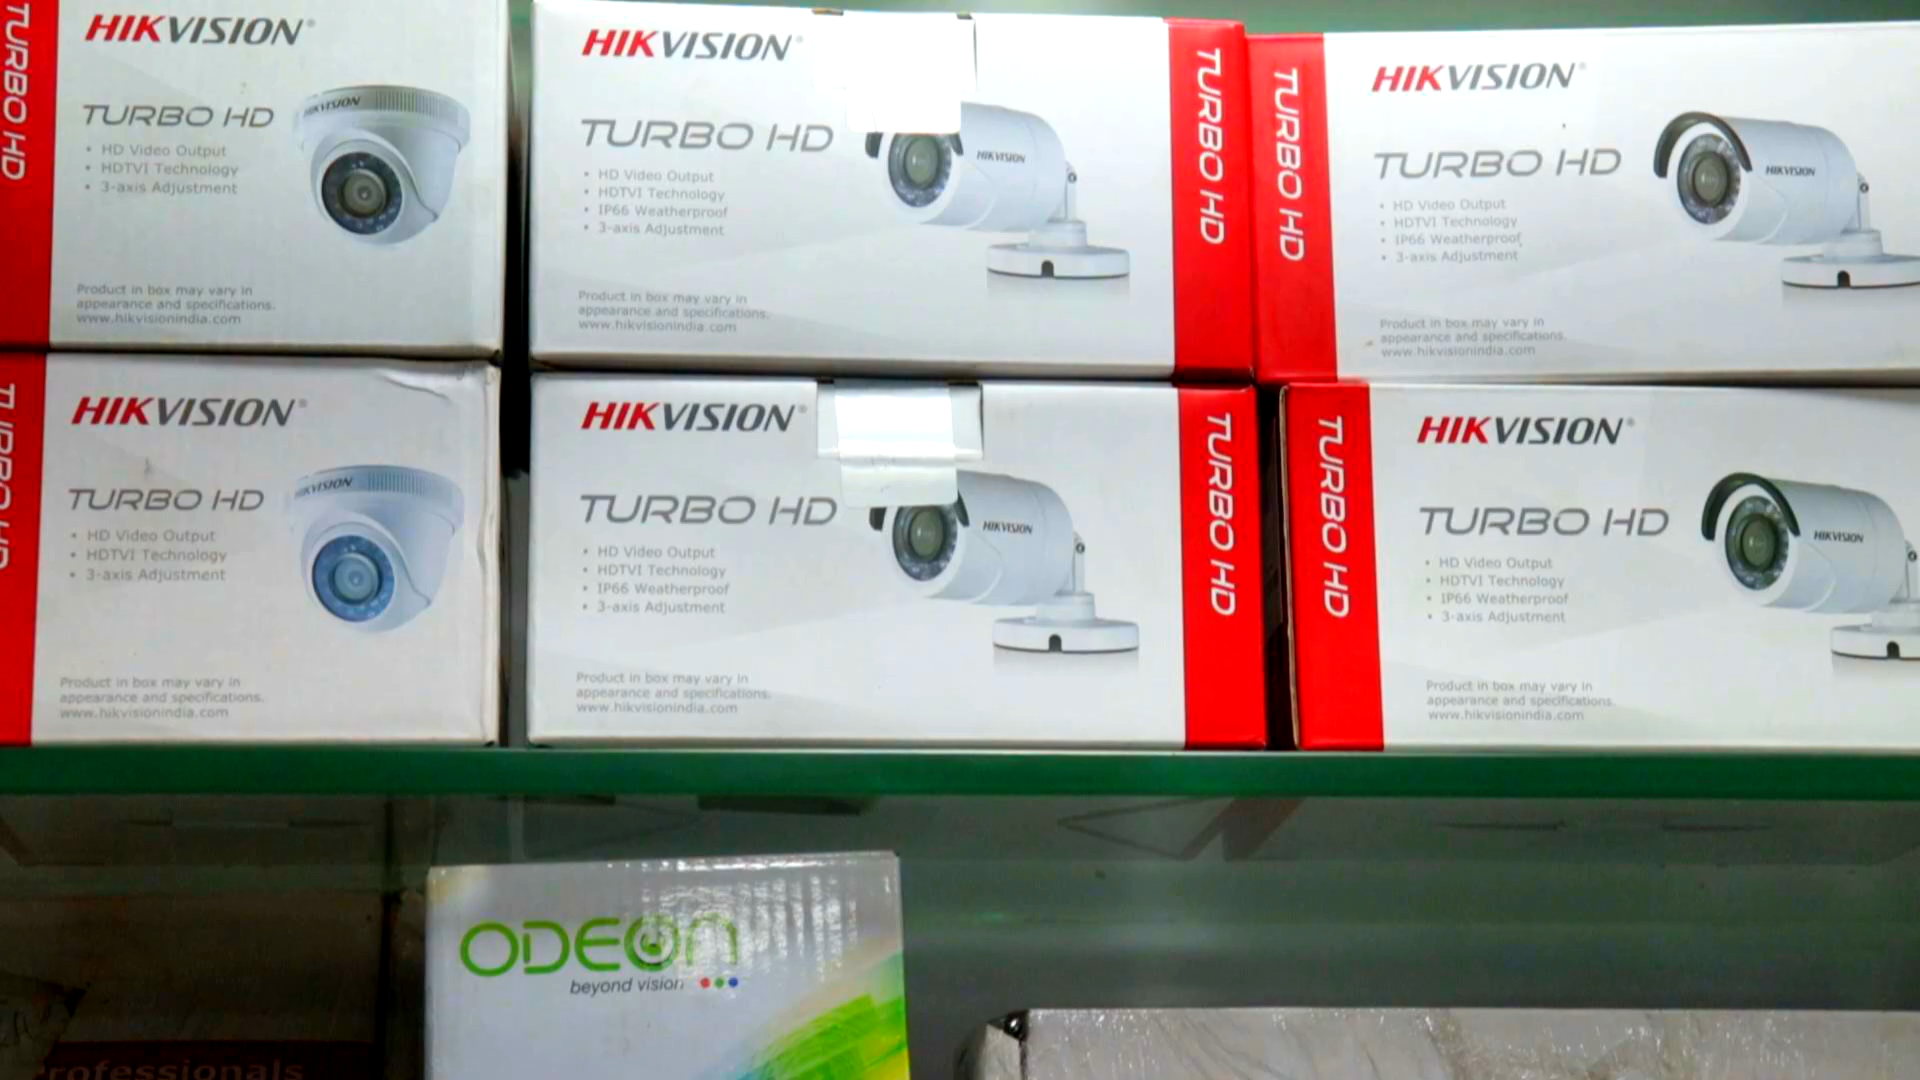 TURBO HD
HIKVISION
HIKVISION
TURBO HD
• HD Video Output
• HDTVI Technology
• 3-axis Adjustment
Product in box may vary in
appearance and specifications.
www.hikvisionindia.com
HIKVISION
HIKVISION
TURBO HD
• HD Video Output
• HDTVI Technology
• IP66 Weatherproof
• 3-axis Adjustment
Product in box may vary in
appearance and specifications.
www.hikvisionindia.com
TURBO HD
TURBO HD
HIKVISION
HIKVISION
TURBO HD
• HD Video Output
• HDTVI Technology
• IP66 Weatherproof
• 3-axis Adjustment
Product in box may vary in
appearance and specifications.
www.hikvisionindia.com
TURBO HD
HIKVISION
HIKVISION
TURBO HD
• HD Video Output
• HDTVI Technology
• 3-axis Adjustment
Product in box may vary in
appearance and specifications.
www.hikvisionindia.com
HIKVISION
HIKVISION
TURBO HD
• HD Video Output
• HDTVI Technology
• IP66 Weatherproof
• 3-axis Adjustment
Product in box may vary in
appearance and specifications.
www.hikvisionindia.com
TURBO HD
TURBO HD
HIKVISION
HIKVISION
TURBO HD
• HD Video Output
• HDTVI Technology
• IP66 Weatherproof
• 3-axis Adjustment
Product in box may vary in
appearance and specifications.
www.hikvisionindia.com
ODEON
beyond vision
rofessionals